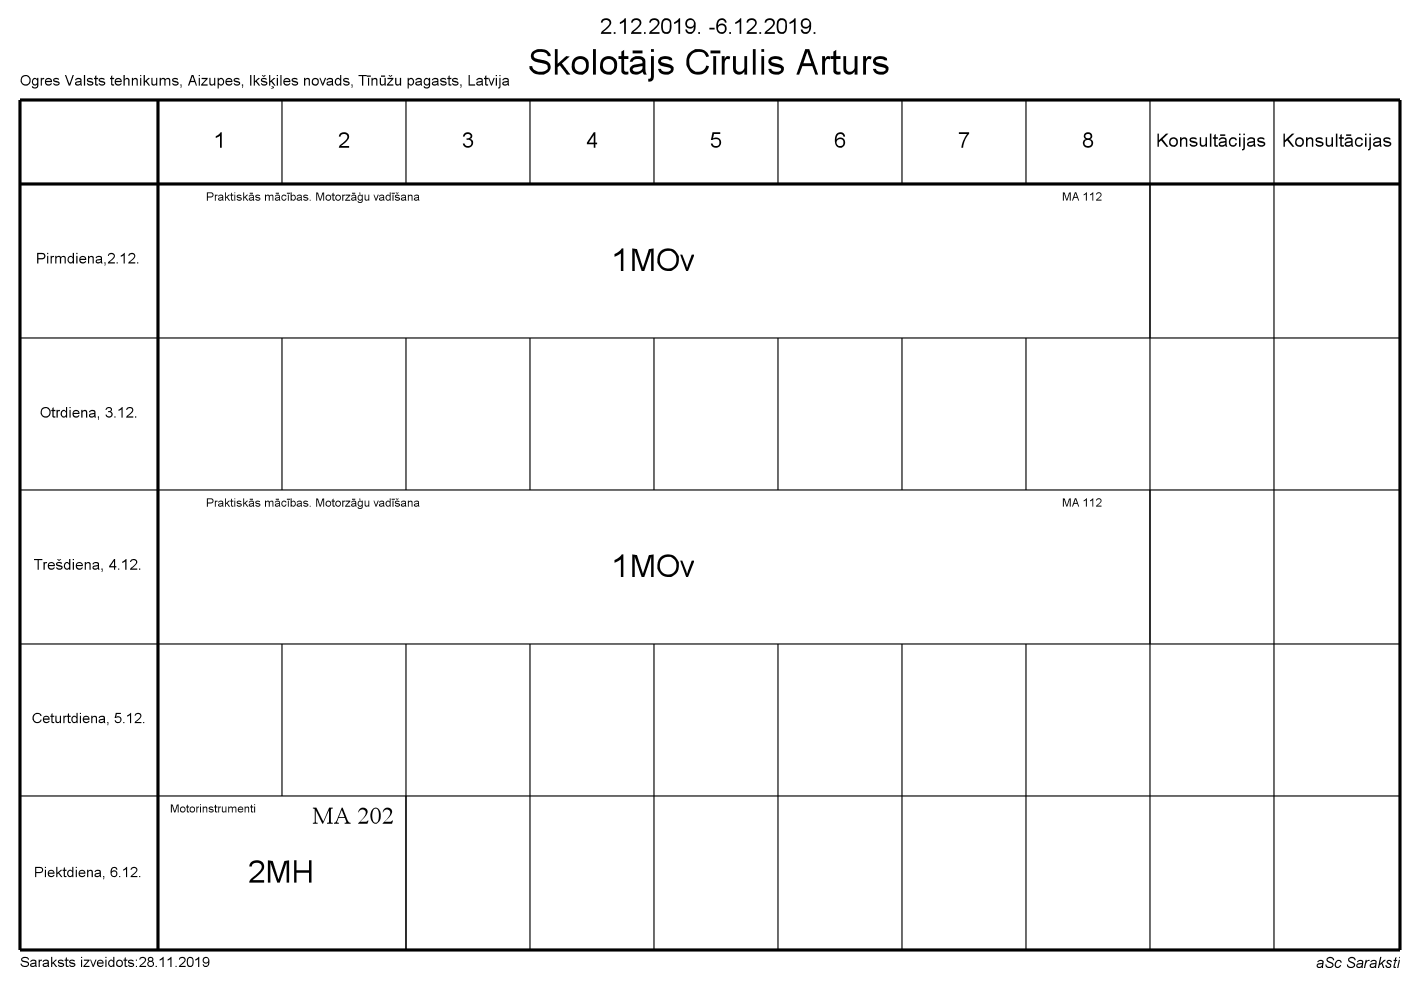 2.12.2019. -6.12.2019.
Skolotājs Cīrulis Arturs
Ogres Valsts tehnikums, Aizupes, Ikšķiles novads, Tīnūžu pagasts, Latvija
1 2 3 4 5 6 7 8 Konsultācijas Konsultācijas
Praktiskās mācības. Motorzāģu vadīšana MA 112
Pirmdiena,2.12. 1MOv
Otrdiena, 3.12.
Praktiskās mācības. Motorzāģu vadīšana MA 112
Trešdiena, 4.12. 1MOv
Ceturtdiena, 5.12.
Motorinstrumenti MA 202
Piektdiena, 6.12. 2MH
Saraksts izveidots:28.11.2019 aSc Saraksti